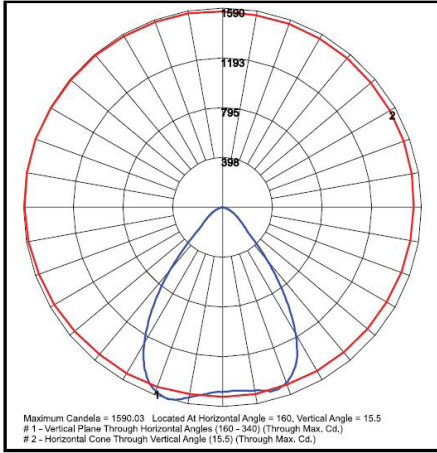 1590
1193
2
795
398
1
Maximum Candela = 1590.03 Located At Horizontal Angle = 160, Vertical Angle = 15.5
# 1 - Vertical Plane Through Horizontal Angles (160 - 340) (Through Max. Cd.)
# 2 - Horizontal Cone Through Vertical Angle (15.5) (Through Max. Cd.)